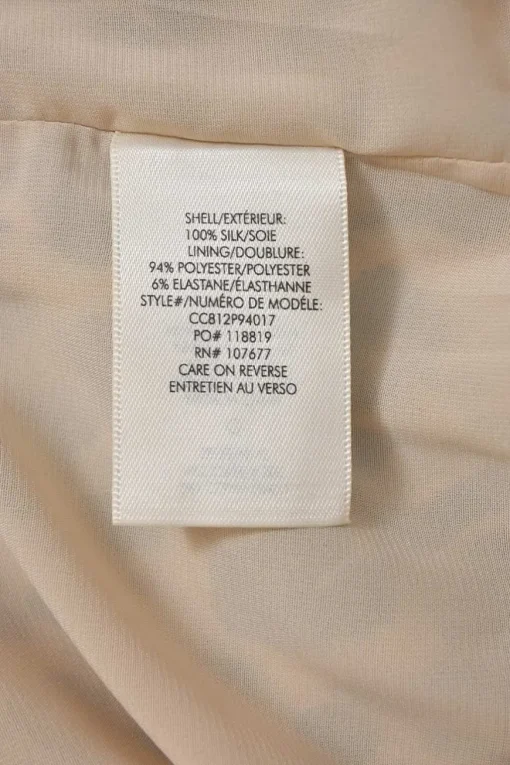 SHELL/EXTÉRIEUR:
100% SILK/SOIE
LINING/DOUBLURE:
94% POLYESTER/POLYESTER
6% ELASTANE/ÉLASTHANNE
STYLE#/NUMÉRO DE MODÉLE:
CC812P94017
PO# 118819
RN# 107677
CARE ON REVERSE
ENTRETIEN AU VERSO